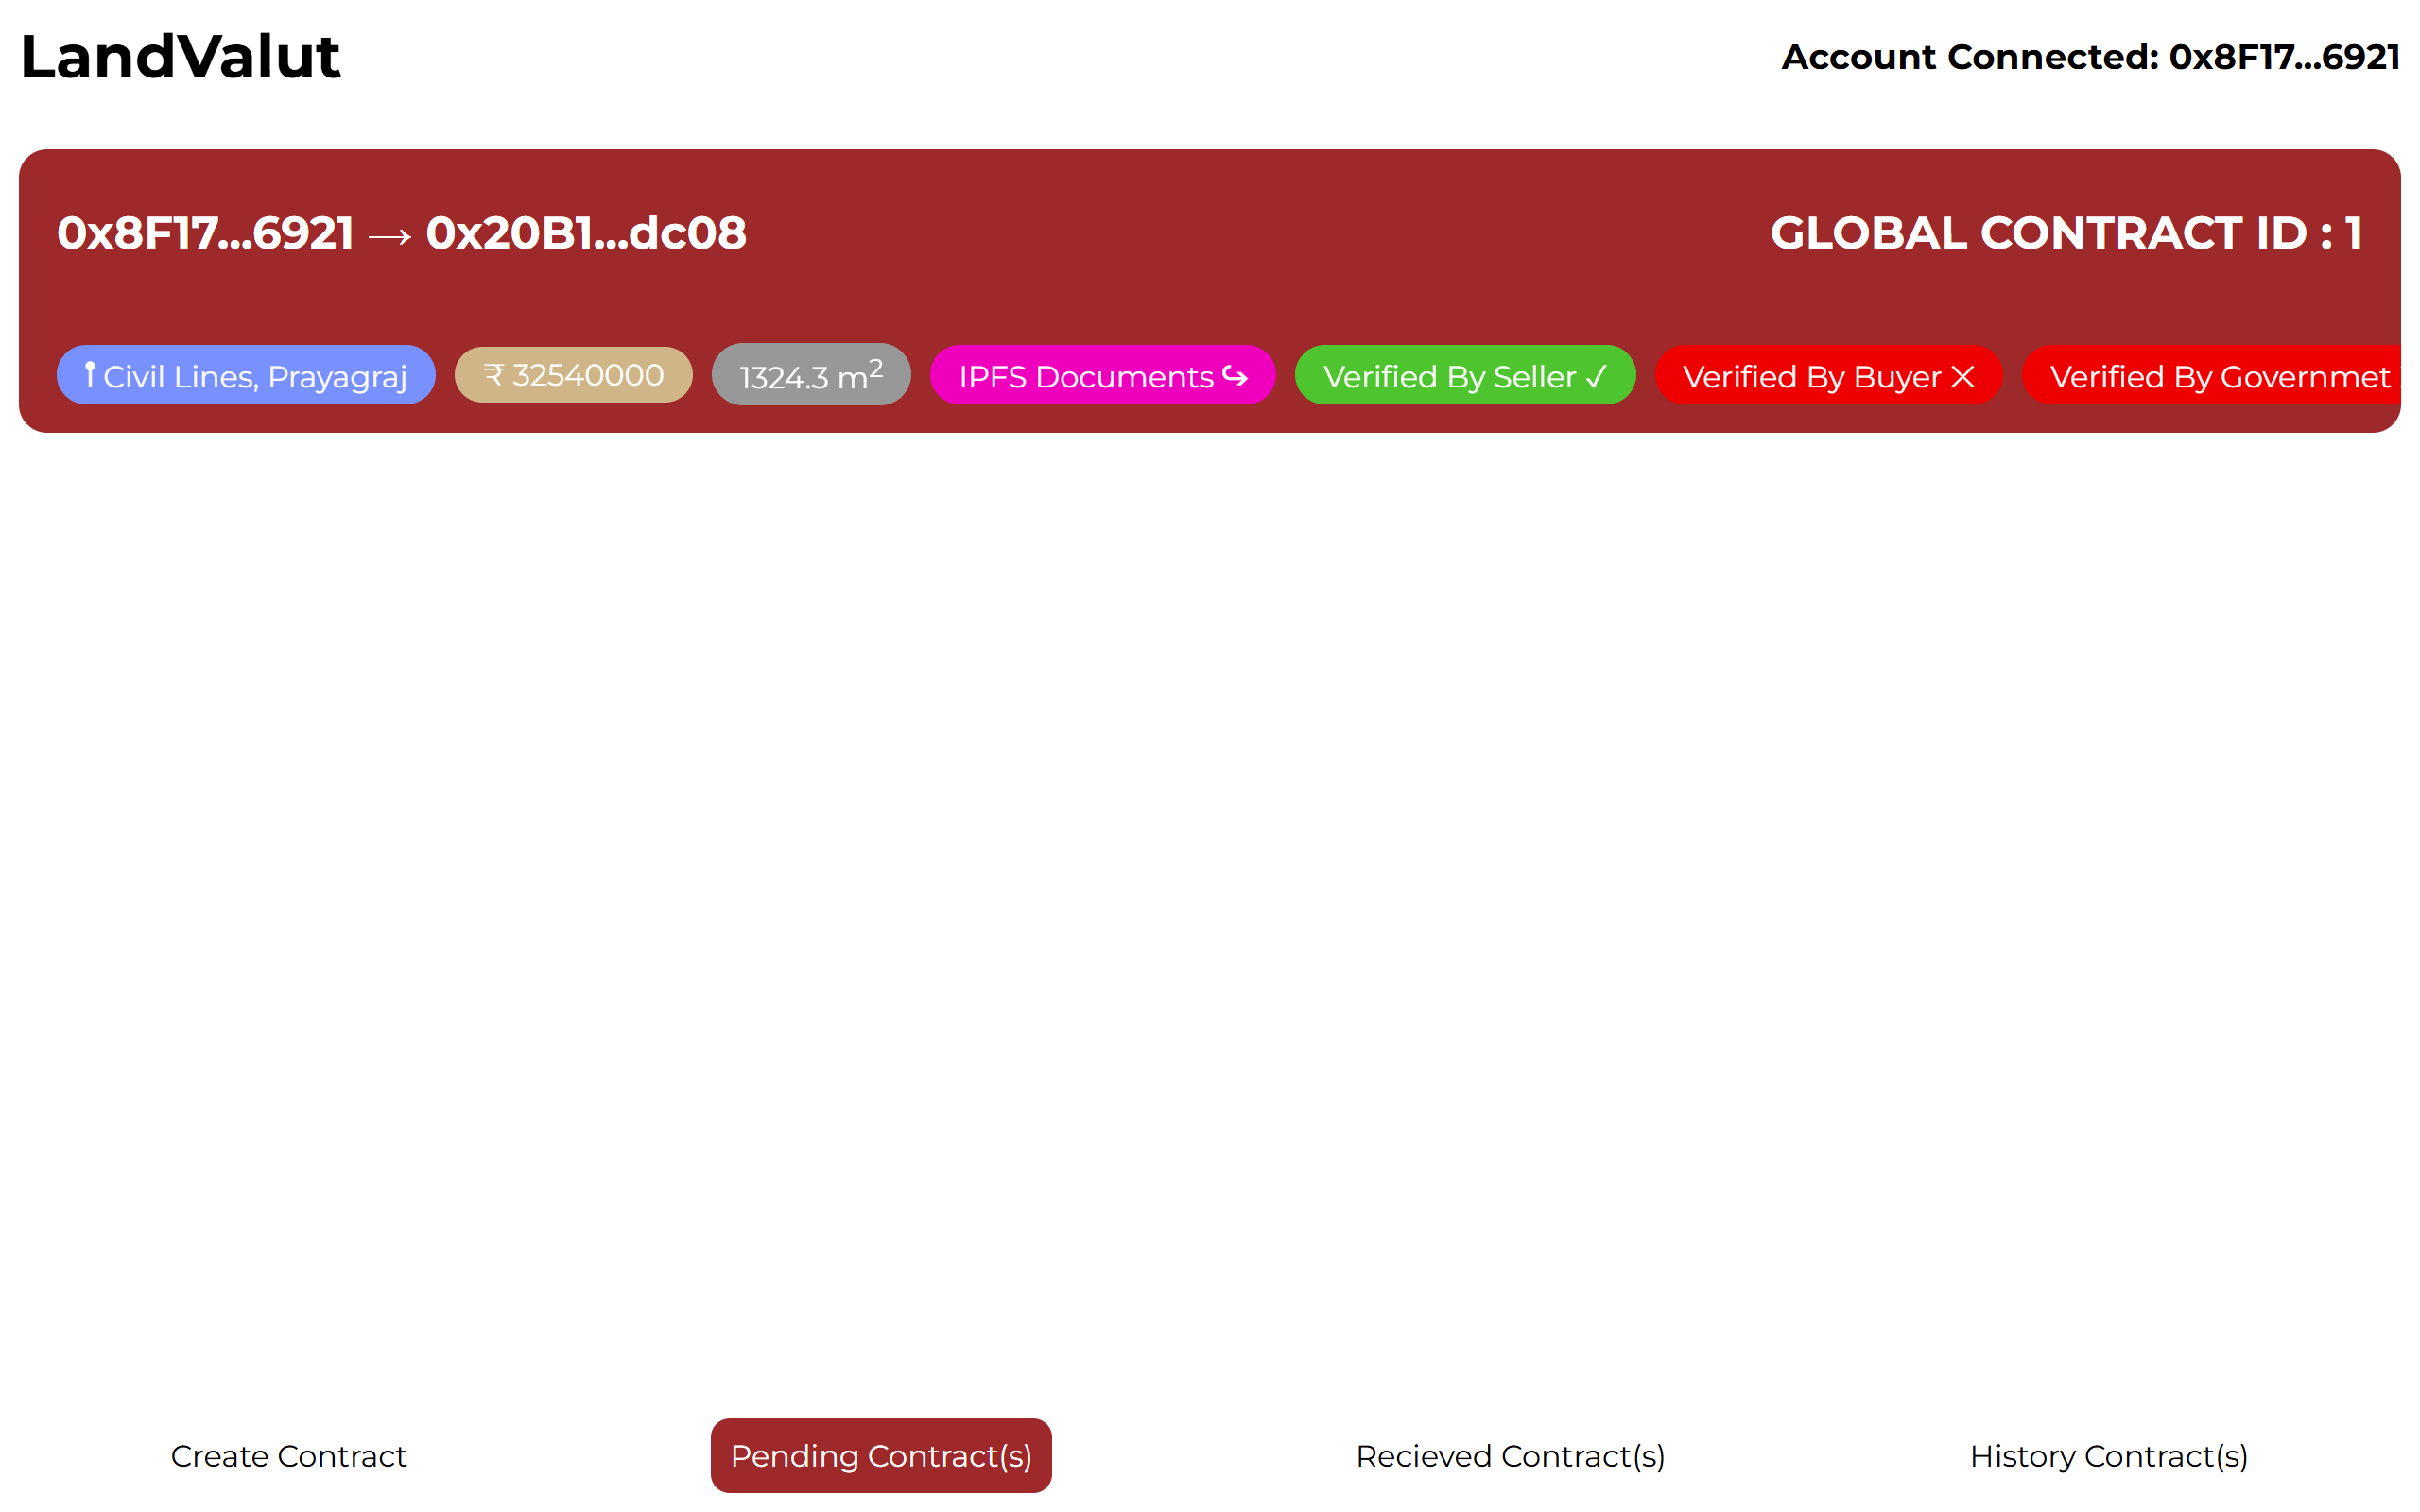 LandValut
Account Connected: 0x8F17...6921
0x8F17...6921 → 0x20B1...dc08
GLOBAL CONTRACT ID : 1
Civil Lines, Prayagraj
₹ 32540000
1324.3 m²
IPFS Documents ↪
Verified By Seller ✓
Verified By Buyer ✕
Verified By Governmet
Create Contract
Pending Contract(s)
Recieved Contract(s)
History Contract(s)